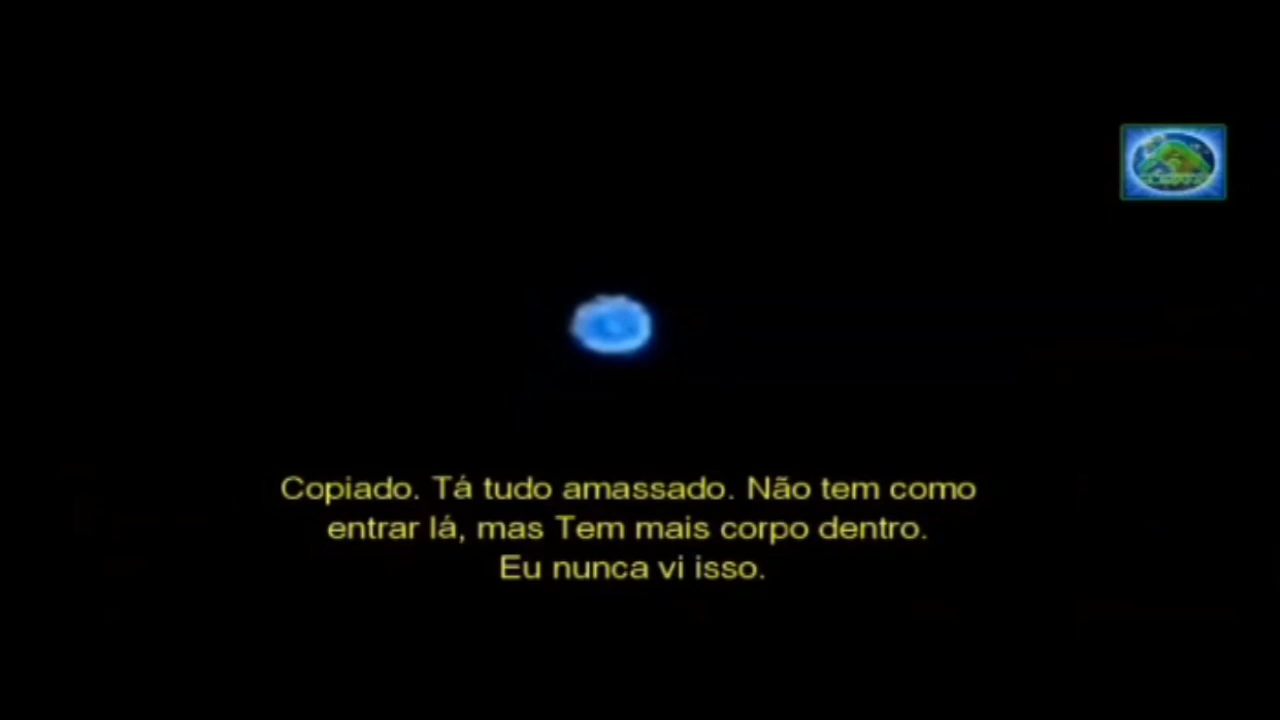 Copiado. Tá tudo amassado. Não tem como
entrar lá, mas Tem mais corpo dentro.
Eu nunca vi isso.